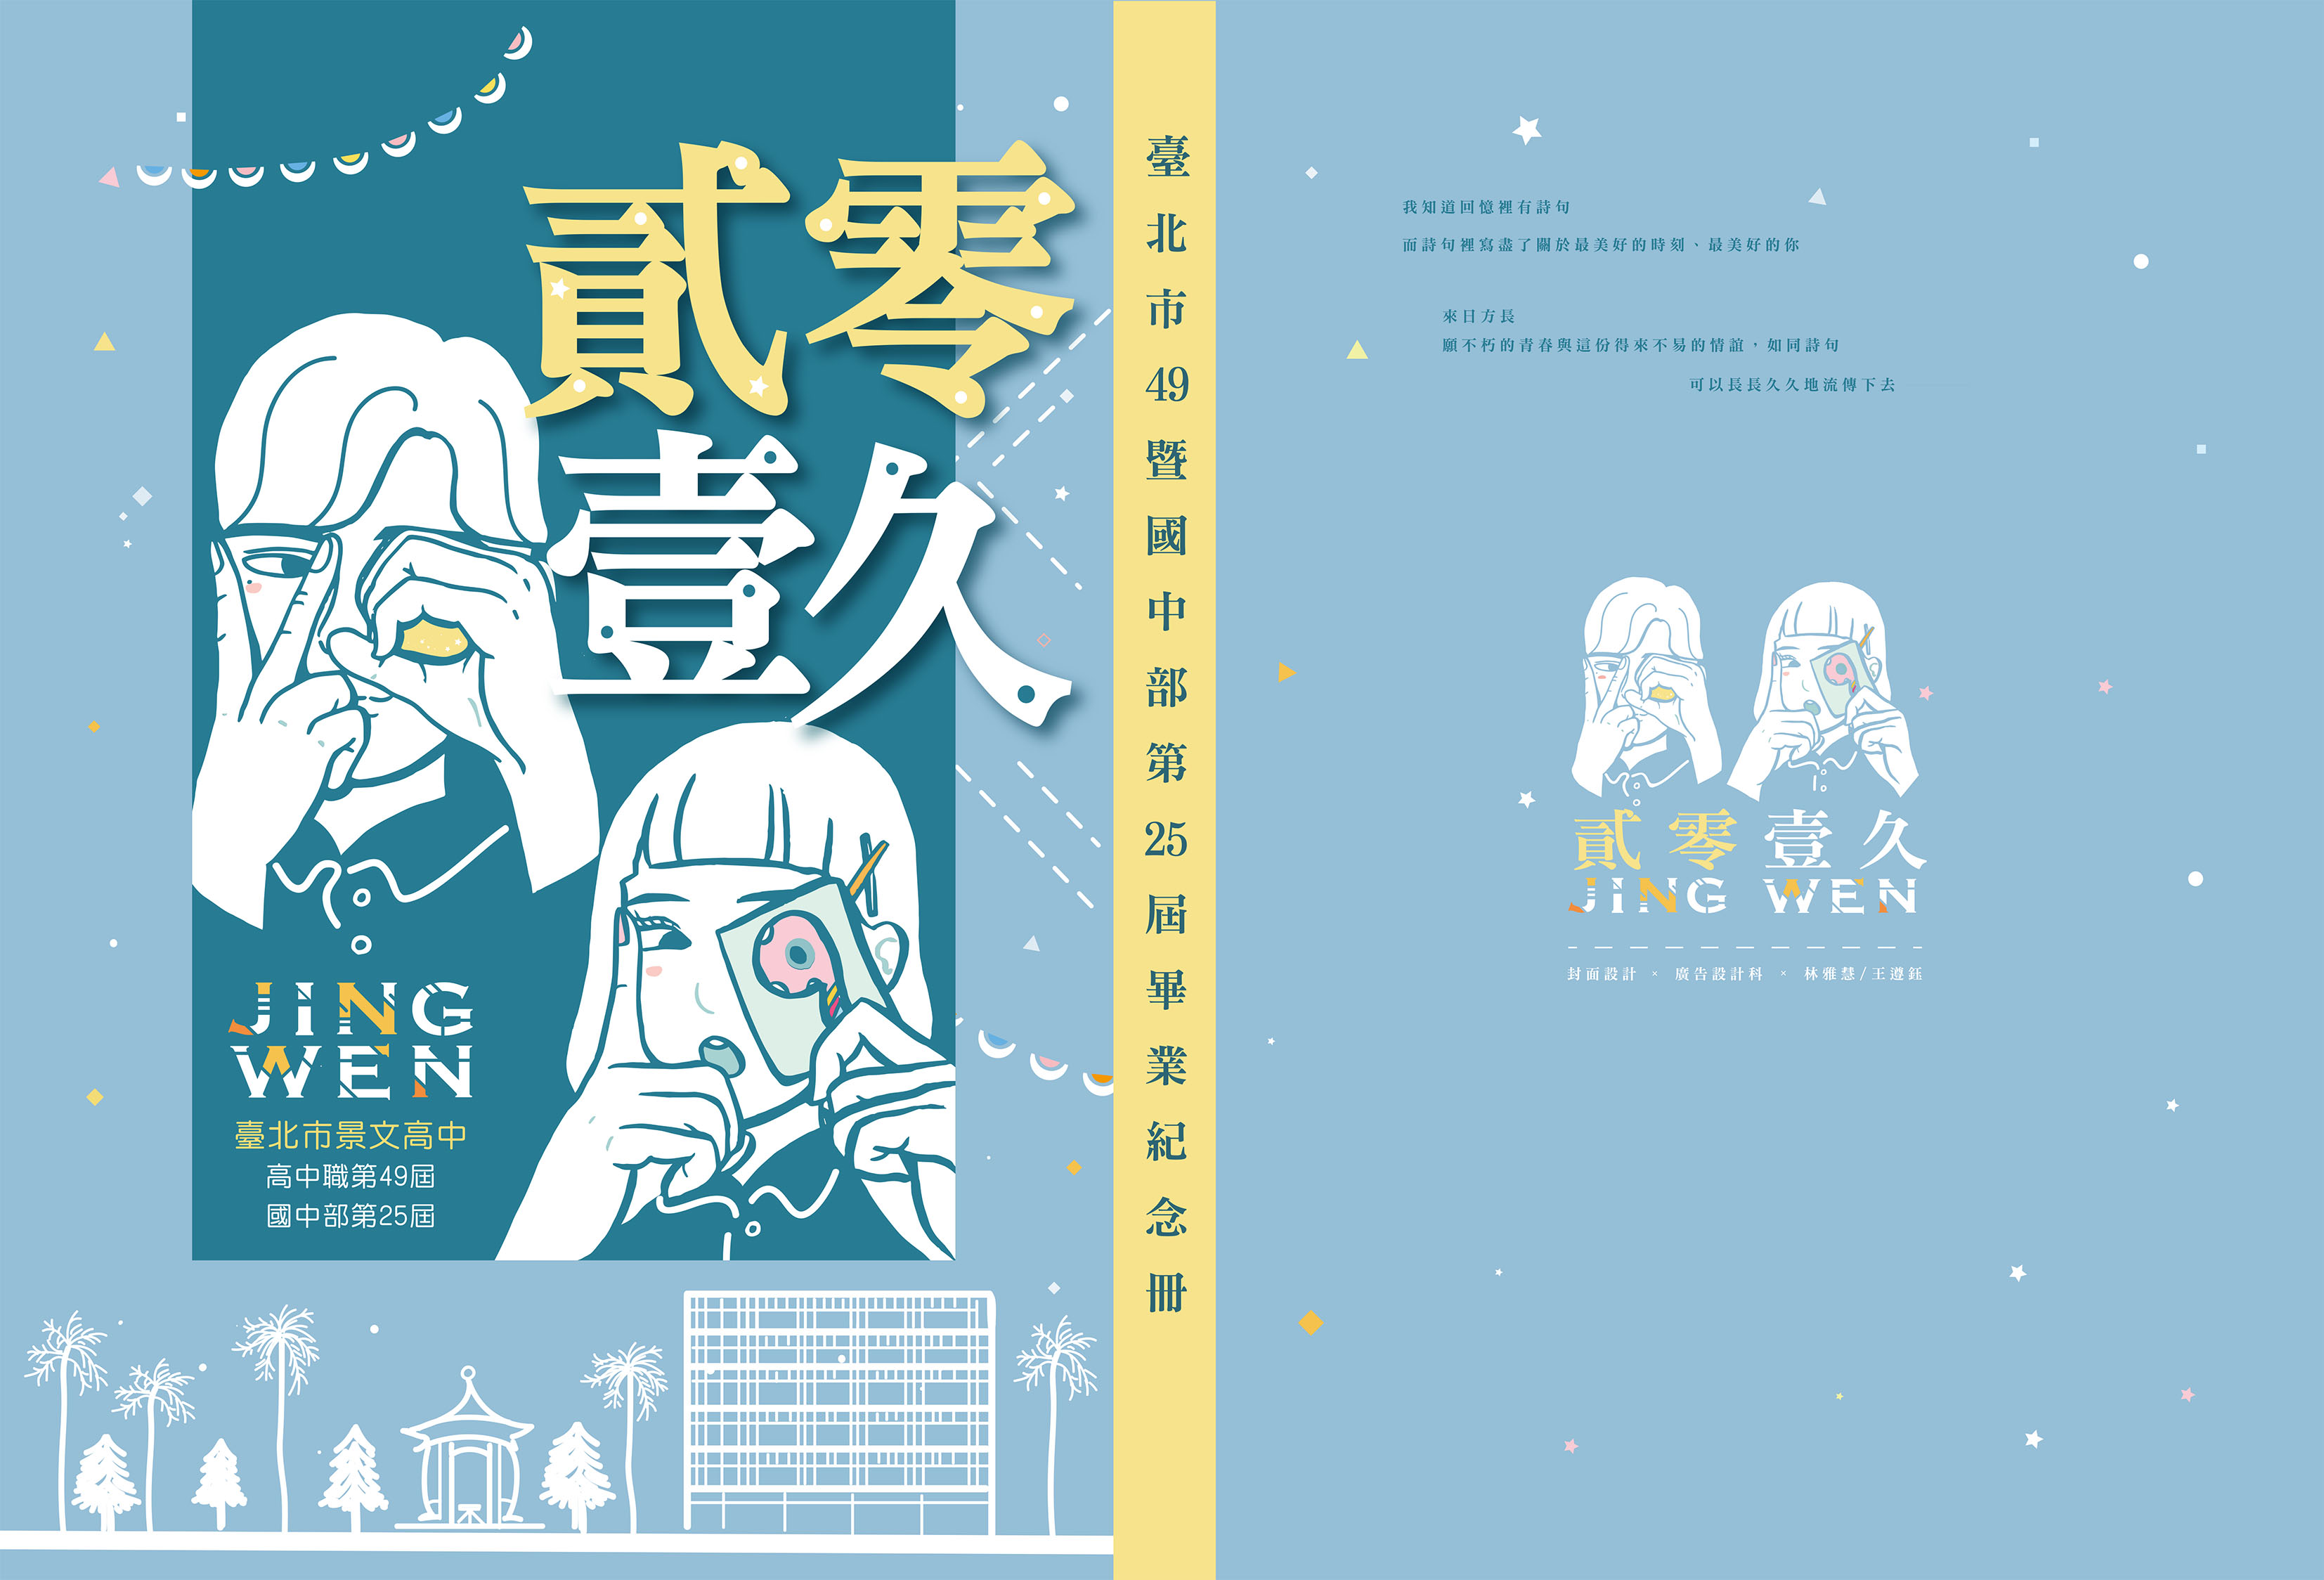 貳零
壹久
JING
WEN
臺北市景文高中
高中職第49屆
國中部第25屆
臺北市49暨國中部第25屆畢業紀念冊
我知道回憶裡有詩句
而詩句裡寫盡了關於最美好的時刻、最美好的你
來日方長
願不朽的青春與這份得來不易的情誼，如同詩句
可以長長久久地流傳下去
貳零壹久
JING WEN
封面設計 × 廣告設計科 × 林雅慧/王遵鈺